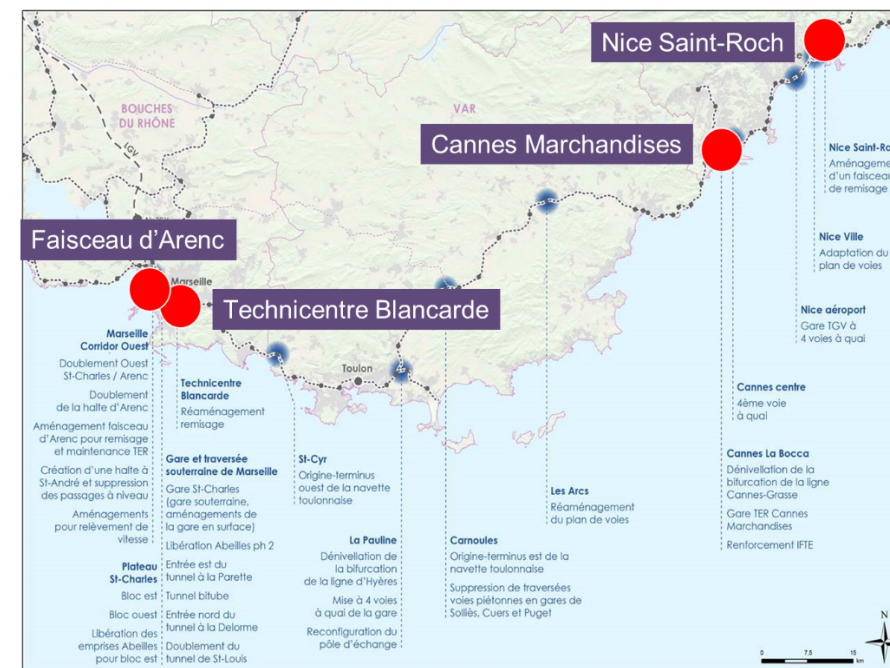 Nice Saint-Roch
Cannes Marchandises
Faisceau d'Arenc
Technicentre Blancarde
BOUCHES
DU RHÔNE
VAR
LGV
Marseille
Toulon
Marseille
Corridor Ouest
Doublement Ouest
St-Charles / Arenc
Doublement
de la halte d'Arenc
Aménagement faisceau
d'Arenc pour remisage
et maintenance TER
Création d'une halte à
St-André et suppression
des passages à niveau
Aménagements
pour relèvement de
vitesse
Plateau
St-Charles
Bloc est
Bloc ouest
Libération des
emprises Abeilles
pour bloc est
Technicentre
Blancarde
Réaménagement
remisage
Gare et traversée
souterraine de Marseille
Gare St-Charles
(gare souterraine,
aménagements de
la gare en surface)
Libération Abeilles ph 2
Entrée est du
tunnel à la Parette
Tunnel bitube
Entrée nord du
tunnel à la Delorme
Doublement du
tunnel de St-Louis
St-Cyr
Origine-terminus
ouest de la navette
toulonnaise
La Pauline
Dénivellation de
la bifurcation
de la ligne d'Hyères
Mise à 4 voies
à quai de la gare
Reconfiguration du
pôle d'échange
Carnoules
Origine-terminus est de la
navette toulonnaise
Suppression de traversées
voies piétonnes en gares de
Solliès, Cuers et Puget
Les Arcs
Réaménagement
du plan de voies
Cannes La Bocca
Dénivellation de la
bifurcation de la ligne
Cannes-Grasse
Gare TER Cannes
Marchandises
Renforcement IFTE
Cannes centre
4ème voie
à quai
Nice aéroport
Gare TGV à
4 voies à quai
Nice Ville
Adaptation du
plan de voies
Nice Saint-Ro
Aménageme
d'un faisceau
de remisage
N
0 7,5 15
km